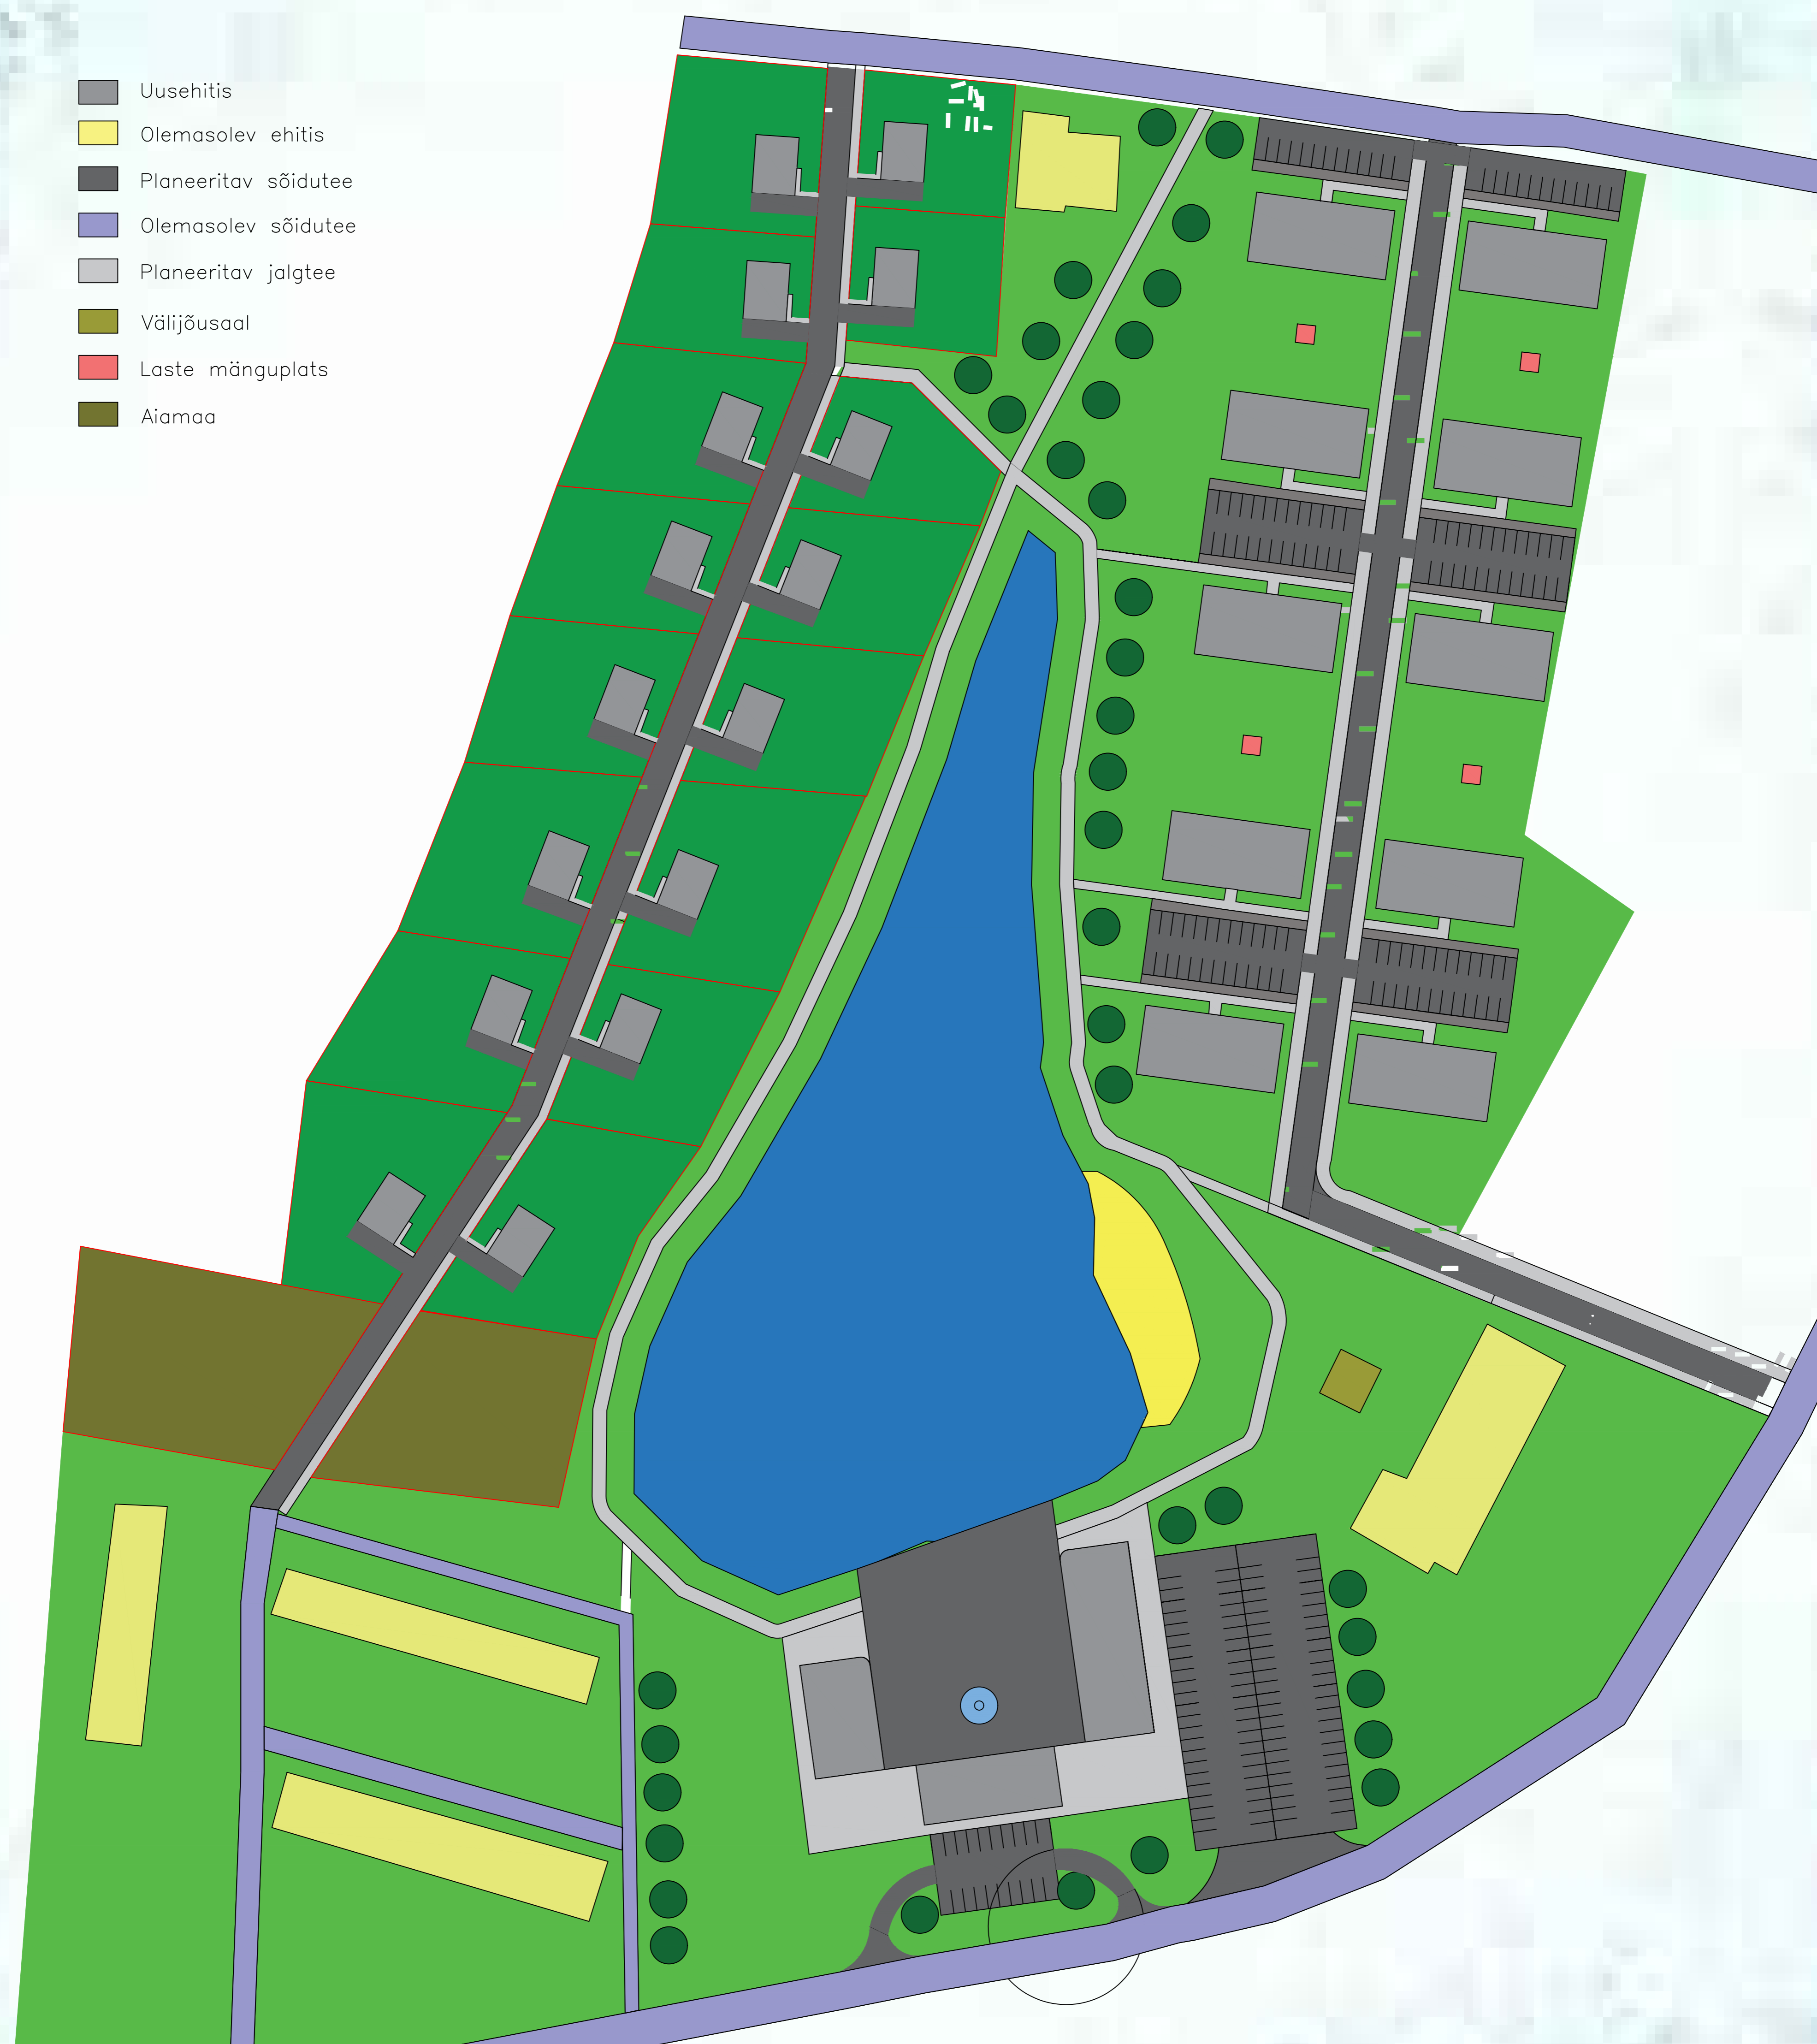 Uusehitis
Olemasolev ehitis
Planeeritav sõidutee
Olemasolev sõidutee
Planeeritav jalgtee
Välijõusaal
Laste mänguplats
Aiamaa